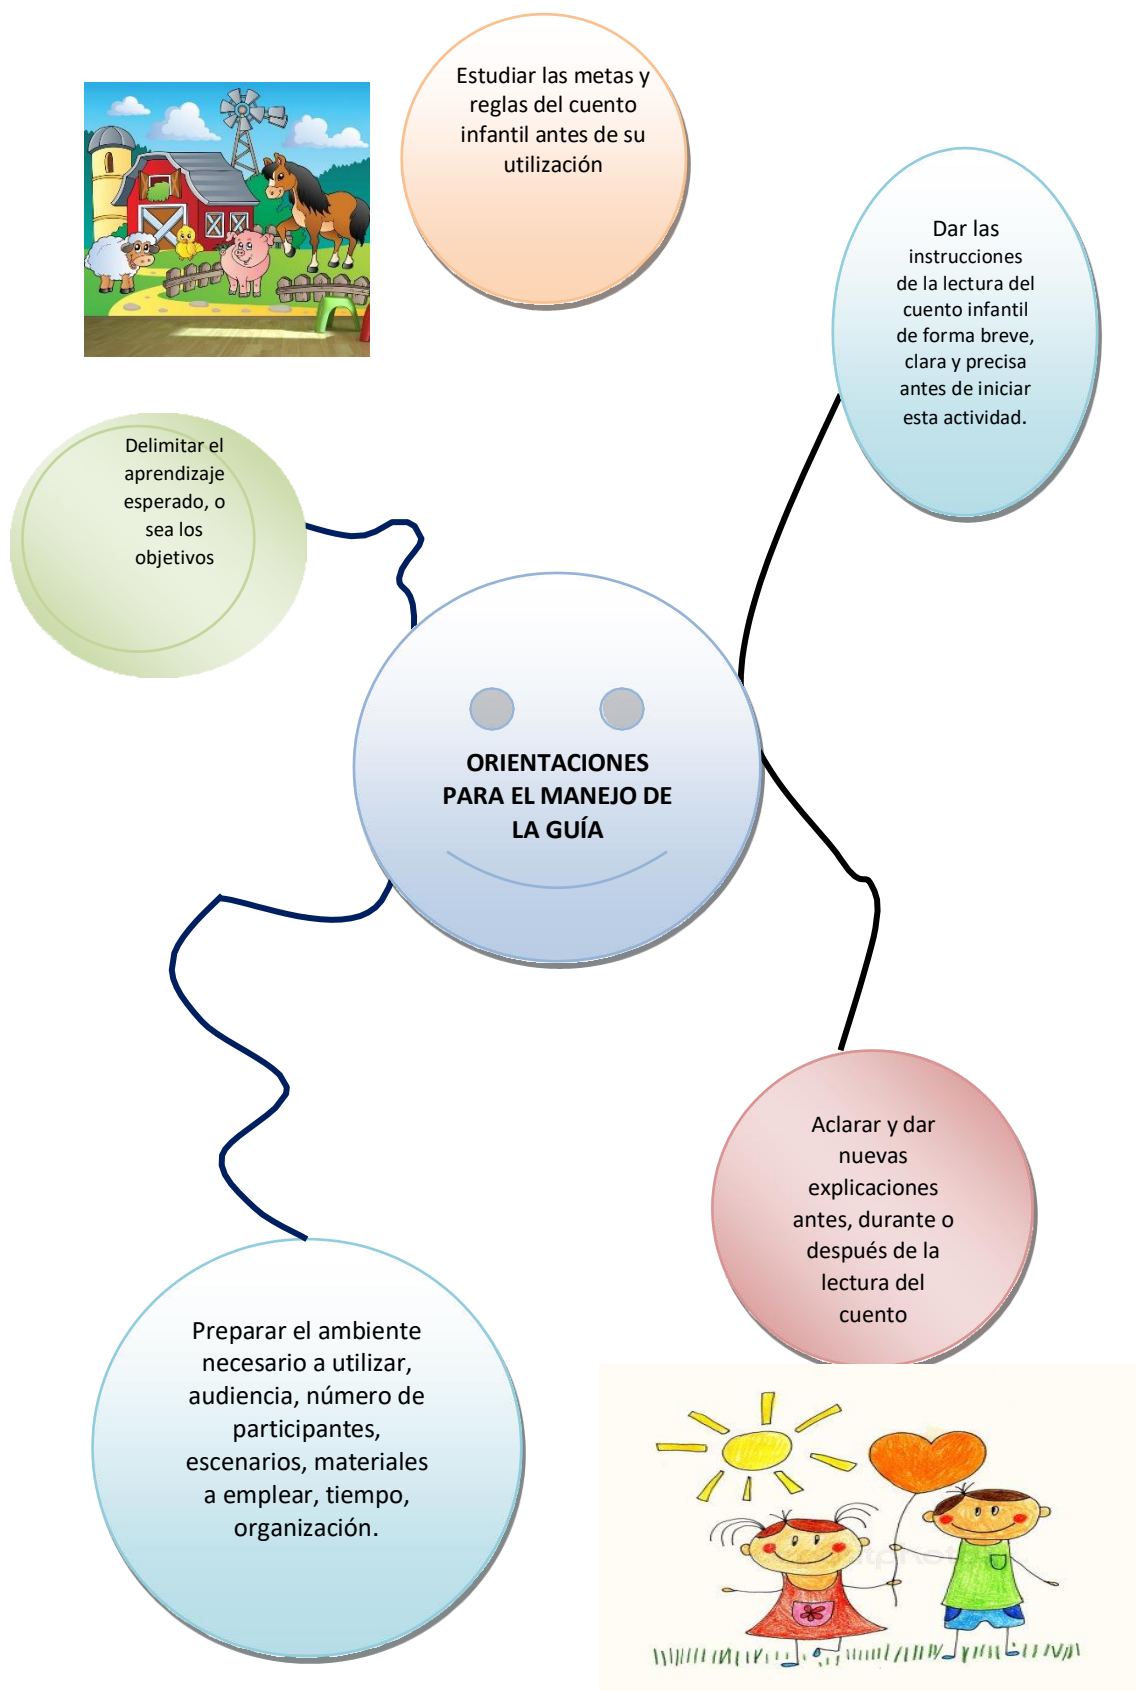 Estudiar las metas y
reglas del cuento
infantil antes de su
utilización
Dar las
instrucciones
de la lectura del
cuento infantil
de forma breve,
clara y precisa
antes de iniciar
esta actividad.
Delimitar el
aprendizaje
esperado, o
sea los
objetivos
ORIENTACIONES
PARA EL MANEJO DE
LA GUÍA
Aclarar y dar
nuevas
explicaciones
antes, durante o
después de la
lectura del
cuento
Preparar el ambiente
necesario a utilizar,
audiencia, número de
participantes,
escenarios, materiales
a emplear, tiempo,
organización.